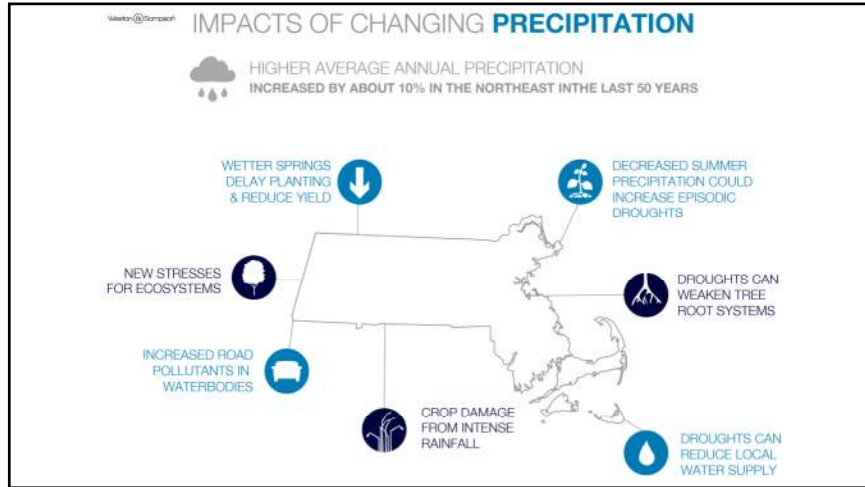 Weston & Sampson
IMPACTS OF CHANGING PRECIPITATION
HIGHER AVERAGE ANNUAL PRECIPITATION
INCREASED BY ABOUT 10% IN THE NORTHEAST INTHE LAST 50 YEARS
WETTER SPRINGS
DELAY PLANTING
& REDUCE YIELD
DECREASED SUMMER
PRECIPITATION COULD
INCREASE EPISODIC
DROUGHTS
NEW STRESSES
FOR ECOSYSTEMS
DROUGHTS CAN
WEAKEN TREE
ROOT SYSTEMS
INCREASED ROAD
POLLUTANTS IN
WATERBODIES
CROP DAMAGE
FROM INTENSE
RAINFALL
DROUGHTS CAN
REDUCE LOCAL
WATER SUPPLY